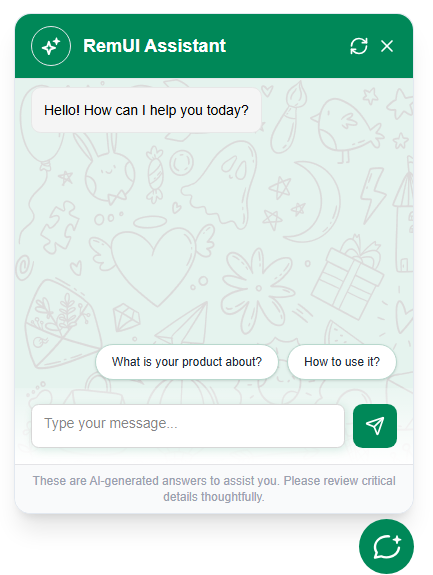 RemUI Assistant
Hello! How can I help you today?
What is your product about?
How to use it?
Type your message...
These are AI-generated answers to assist you. Please review critical
details thoughtfully.